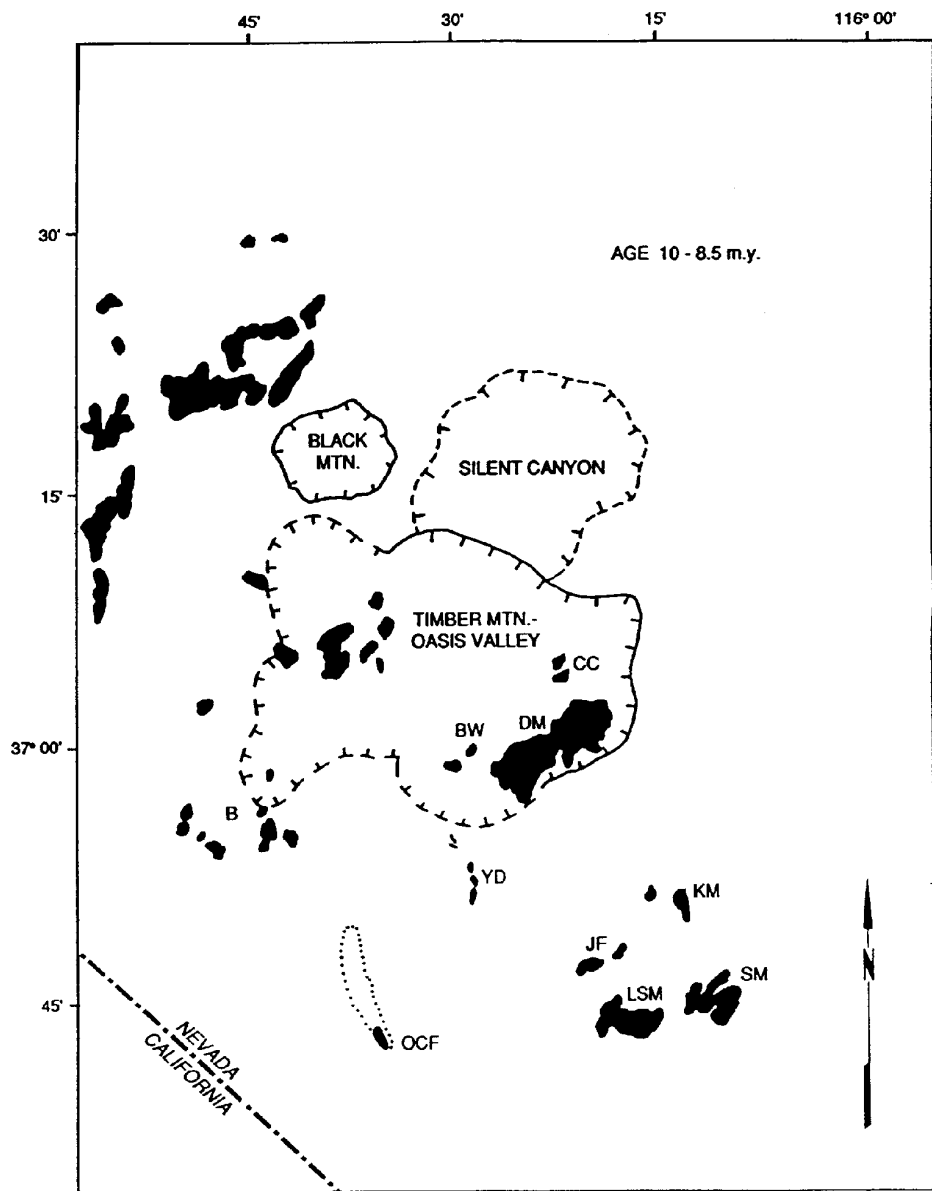 45'
30'
15'
116° 00'
30'
AGE 10 - 8.5 m.y.
BLACK
MTN.
SILENT CANYON
15'
TIMBER MTN.-
OASIS VALLEY
CC
BW
DM
37° 00'
B
YD
KM
JF
SM
LSM
N
45'
OCF
NEVADA
CALIFORNIA